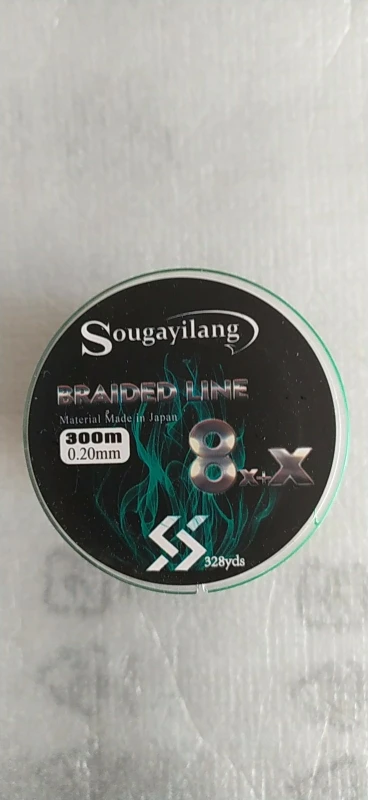 Sougayilang
BRAIDED LINE
Material Made in Japan
300m
0.20mm
8x+X
328yds